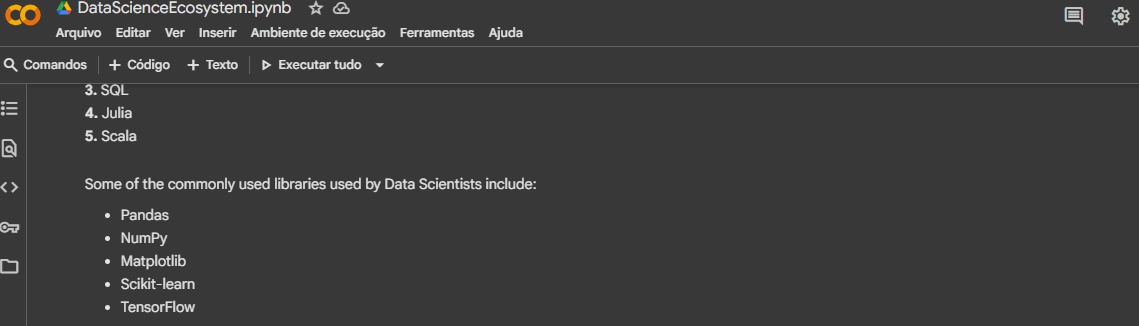 DataScienceEcosystem.ipynb
Arquivo Editar Ver Inserir Ambiente de execução Ferramentas Ajuda
Comandos + Código + Texto Executar tudo
3. SQL
4. Julia
5. Scala
Some of the commonly used libraries used by Data Scientists include:
• Pandas
• NumPy
• Matplotlib
• Scikit-learn
• TensorFlow